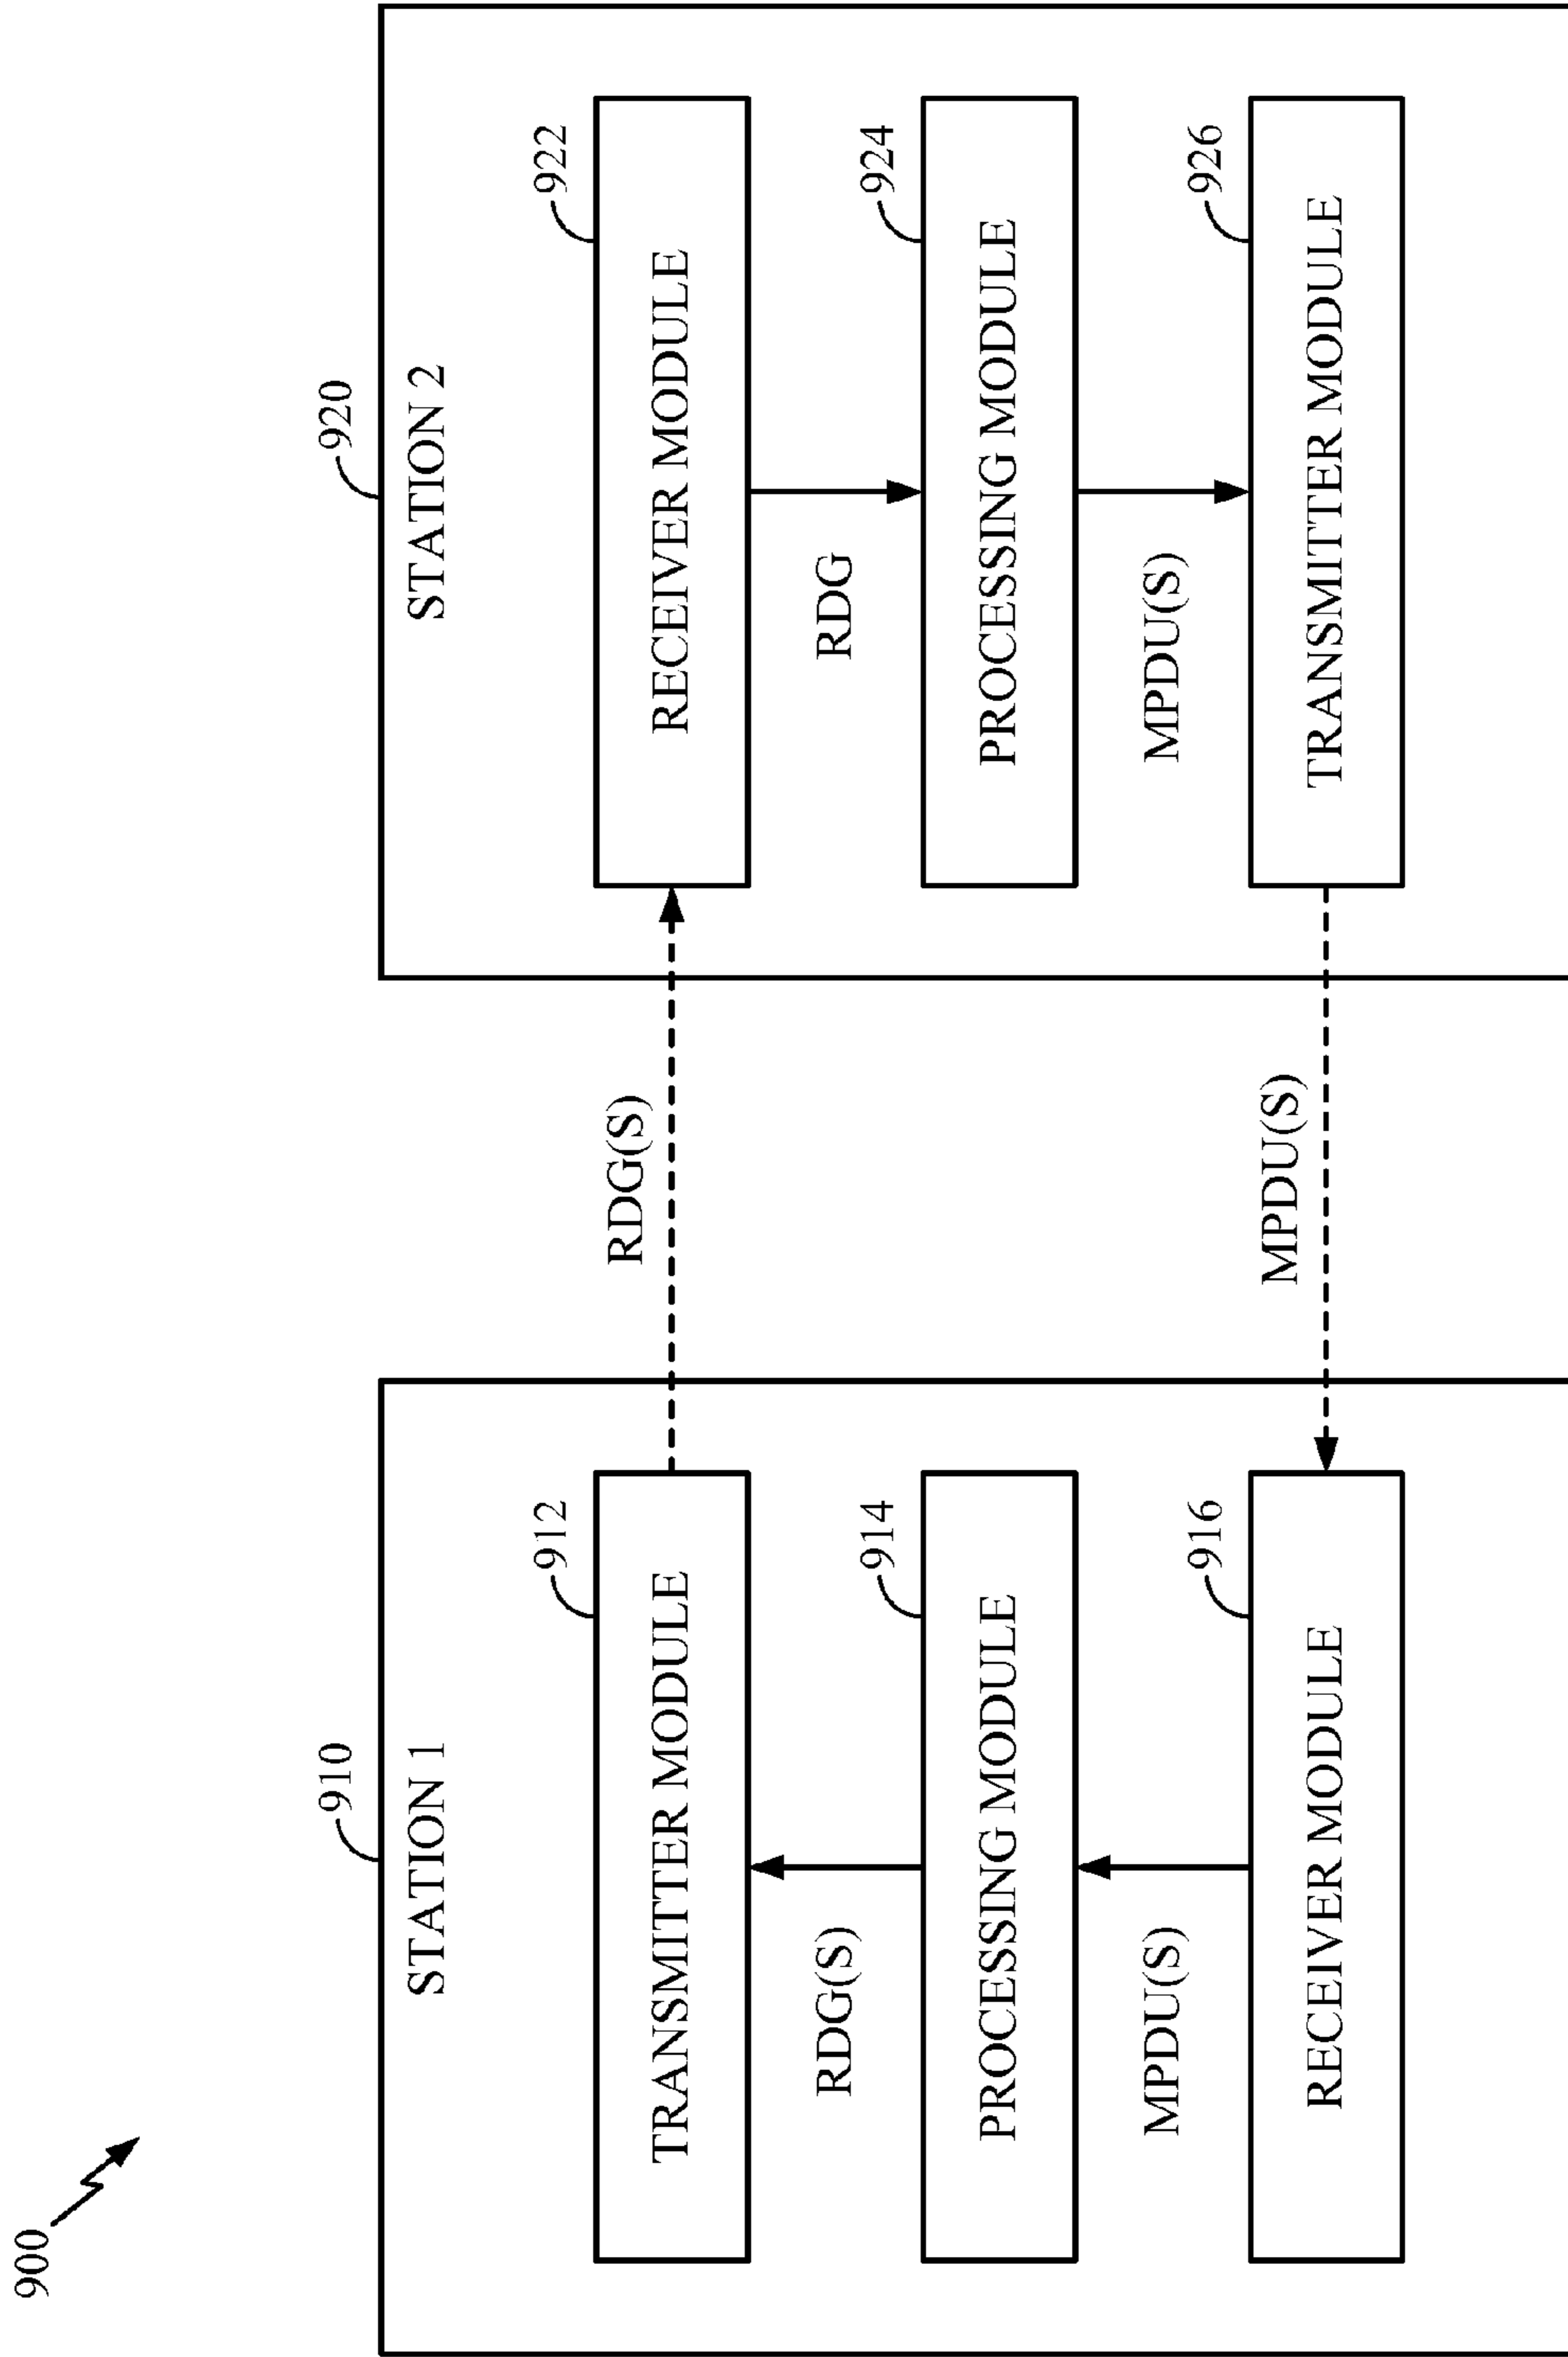 900
910
STATION 1
912
TRANSMITTER MODULE
RDG(S)
914
PROCESSING MODULE
MPDU(S)
916
RECEIVER MODULE
RDG(S)
MPDU(S)
920
STATION 2
922
RECEIVER MODULE
RDG
924
PROCESSING MODULE
MPDU(S)
926
TRANSMITTER MODULE